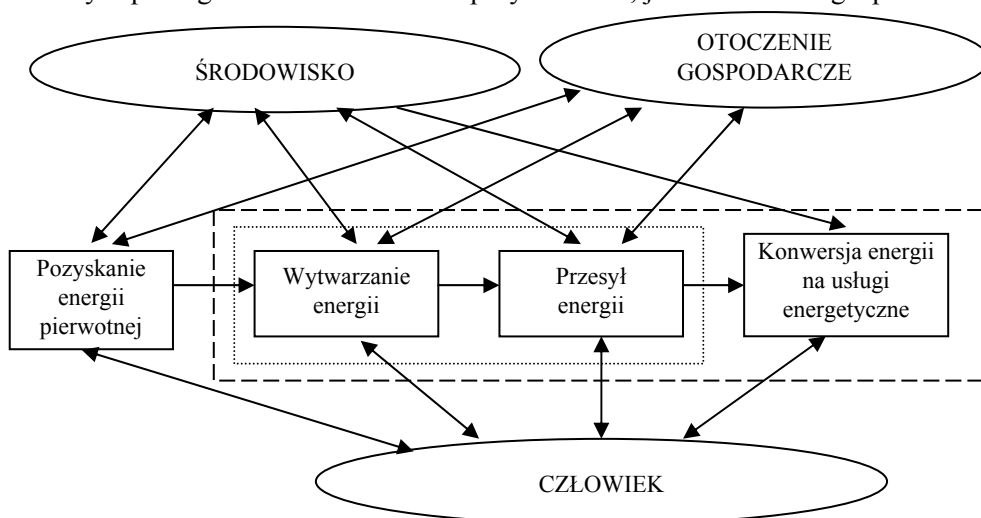 ŚRODOWISKO
OTOCZENIE
GOSPODARCZE
Pozyskanie
energii
pierwotnej
Wytwarzanie
energii
Przesył
energii
Konwersja energii
na usługi
energetyczne
CZŁOWIEK